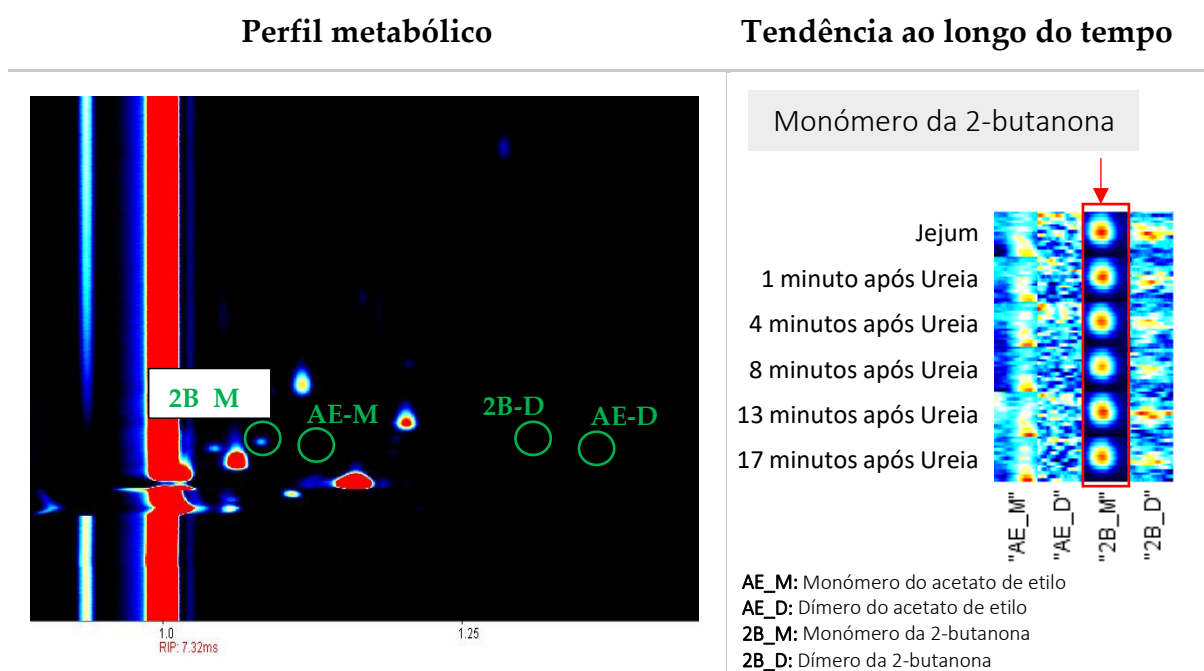 Perfil metabólico
Tendência ao longo do tempo
2B M
AE-M
2B-D
AE-D
1.0
1.25
RIP: 7.32ms
Monómero da 2-butanona
Jejum
1 minuto após Ureia
4 minutos após Ureia
8 minutos após Ureia
13 minutos após Ureia
17 minutos após Ureia
"AE_M"
"AE_D"
"2B_M"
"2B_D"
AE_M: Monómero do acetato de etilo
AE_D: Dímero do acetato de etilo
2B_M: Monómero da 2-butanona
2B_D: Dímero da 2-butanona